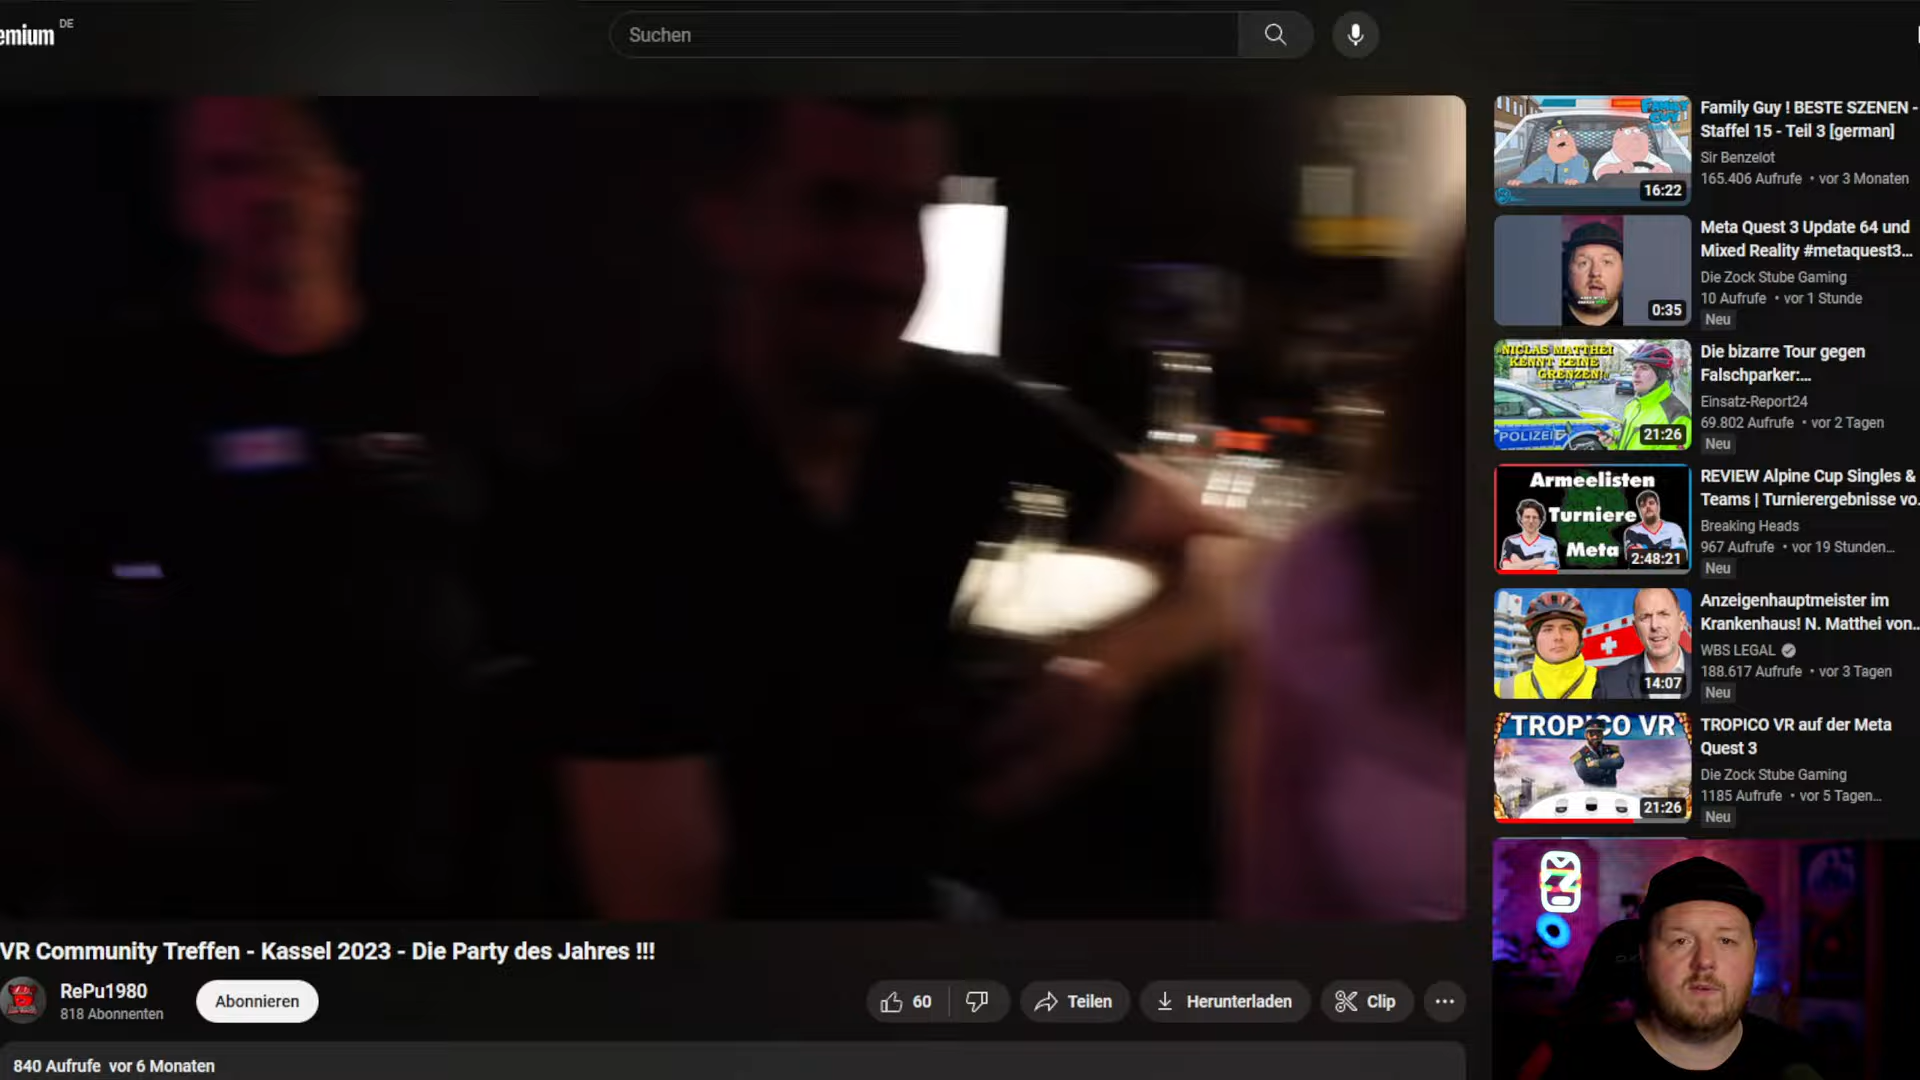 emium DE
Suchen
Family Guy ! BESTE SZENEN -
Staffel 15 - Teil 3 [german]
Sir Benzelot
165.406 Aufrufe • vor 3 Monaten
FAMILY GUY
16:22
Meta Quest 3 Update 64 und
Mixed Reality #metaquest3...
Die Zock Stube Gaming
10 Aufrufe • vor 1 Stunde
Neu
0:35
Die bizarre Tour gegen
Falschparker:...
Einsatz-Report24
69.802 Aufrufe • vor 2 Tagen
Neu
NICLAS MATTHEI
KENNT KEINE
GRENZEN!
POLIZEI
21:26
REVIEW Alpine Cup Singles &
Teams | Turnierergebnisse vo.
Breaking Heads
967 Aufrufe • vor 19 Stunden...
Neu
Armeelisten
Turniere
Meta
2:48:21
Anzeigenhauptmeister im
Krankenhaus! N. Matthei von..
WBS LEGAL
188.617 Aufrufe • vor 3 Tagen
Neu
14:07
TROPICO VR auf der Meta
Quest 3
Die Zock Stube Gaming
1185 Aufrufe • vor 5 Tagen...
Neu
TROPICO VR
21:26
VR Community Treffen - Kassel 2023 - Die Party des Jahres !!!
RePu1980
818 Abonnenten
Abonnieren
60
Teilen
Herunterladen
Clip
840 Aufrufe vor 6 Monaten